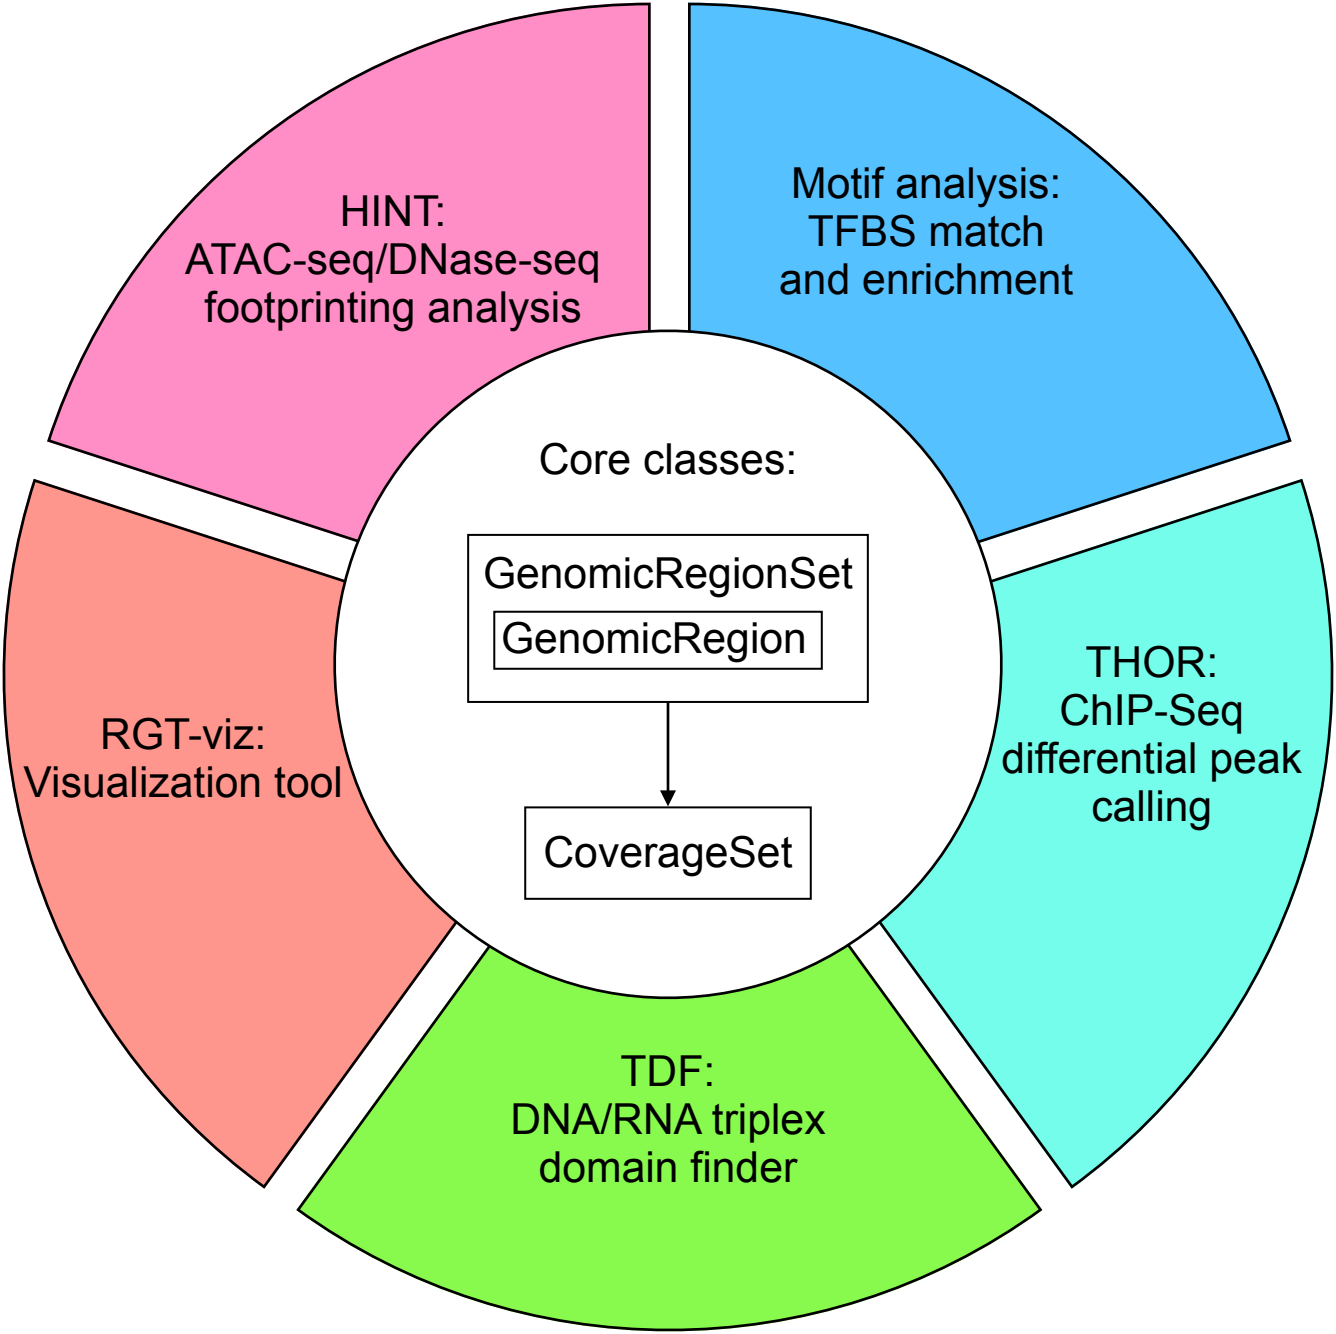 HINT:
ATAC-seq/DNase-seq
footprinting analysis
Motif analysis:
TFBS match
and enrichment
Core classes:
GenomicRegionSet
GenomicRegion
CoverageSet
THOR:
ChIP-Seq
differential peak
calling
RGT-viz:
Visualization tool
TDF:
DNA/RNA triplex
domain finder